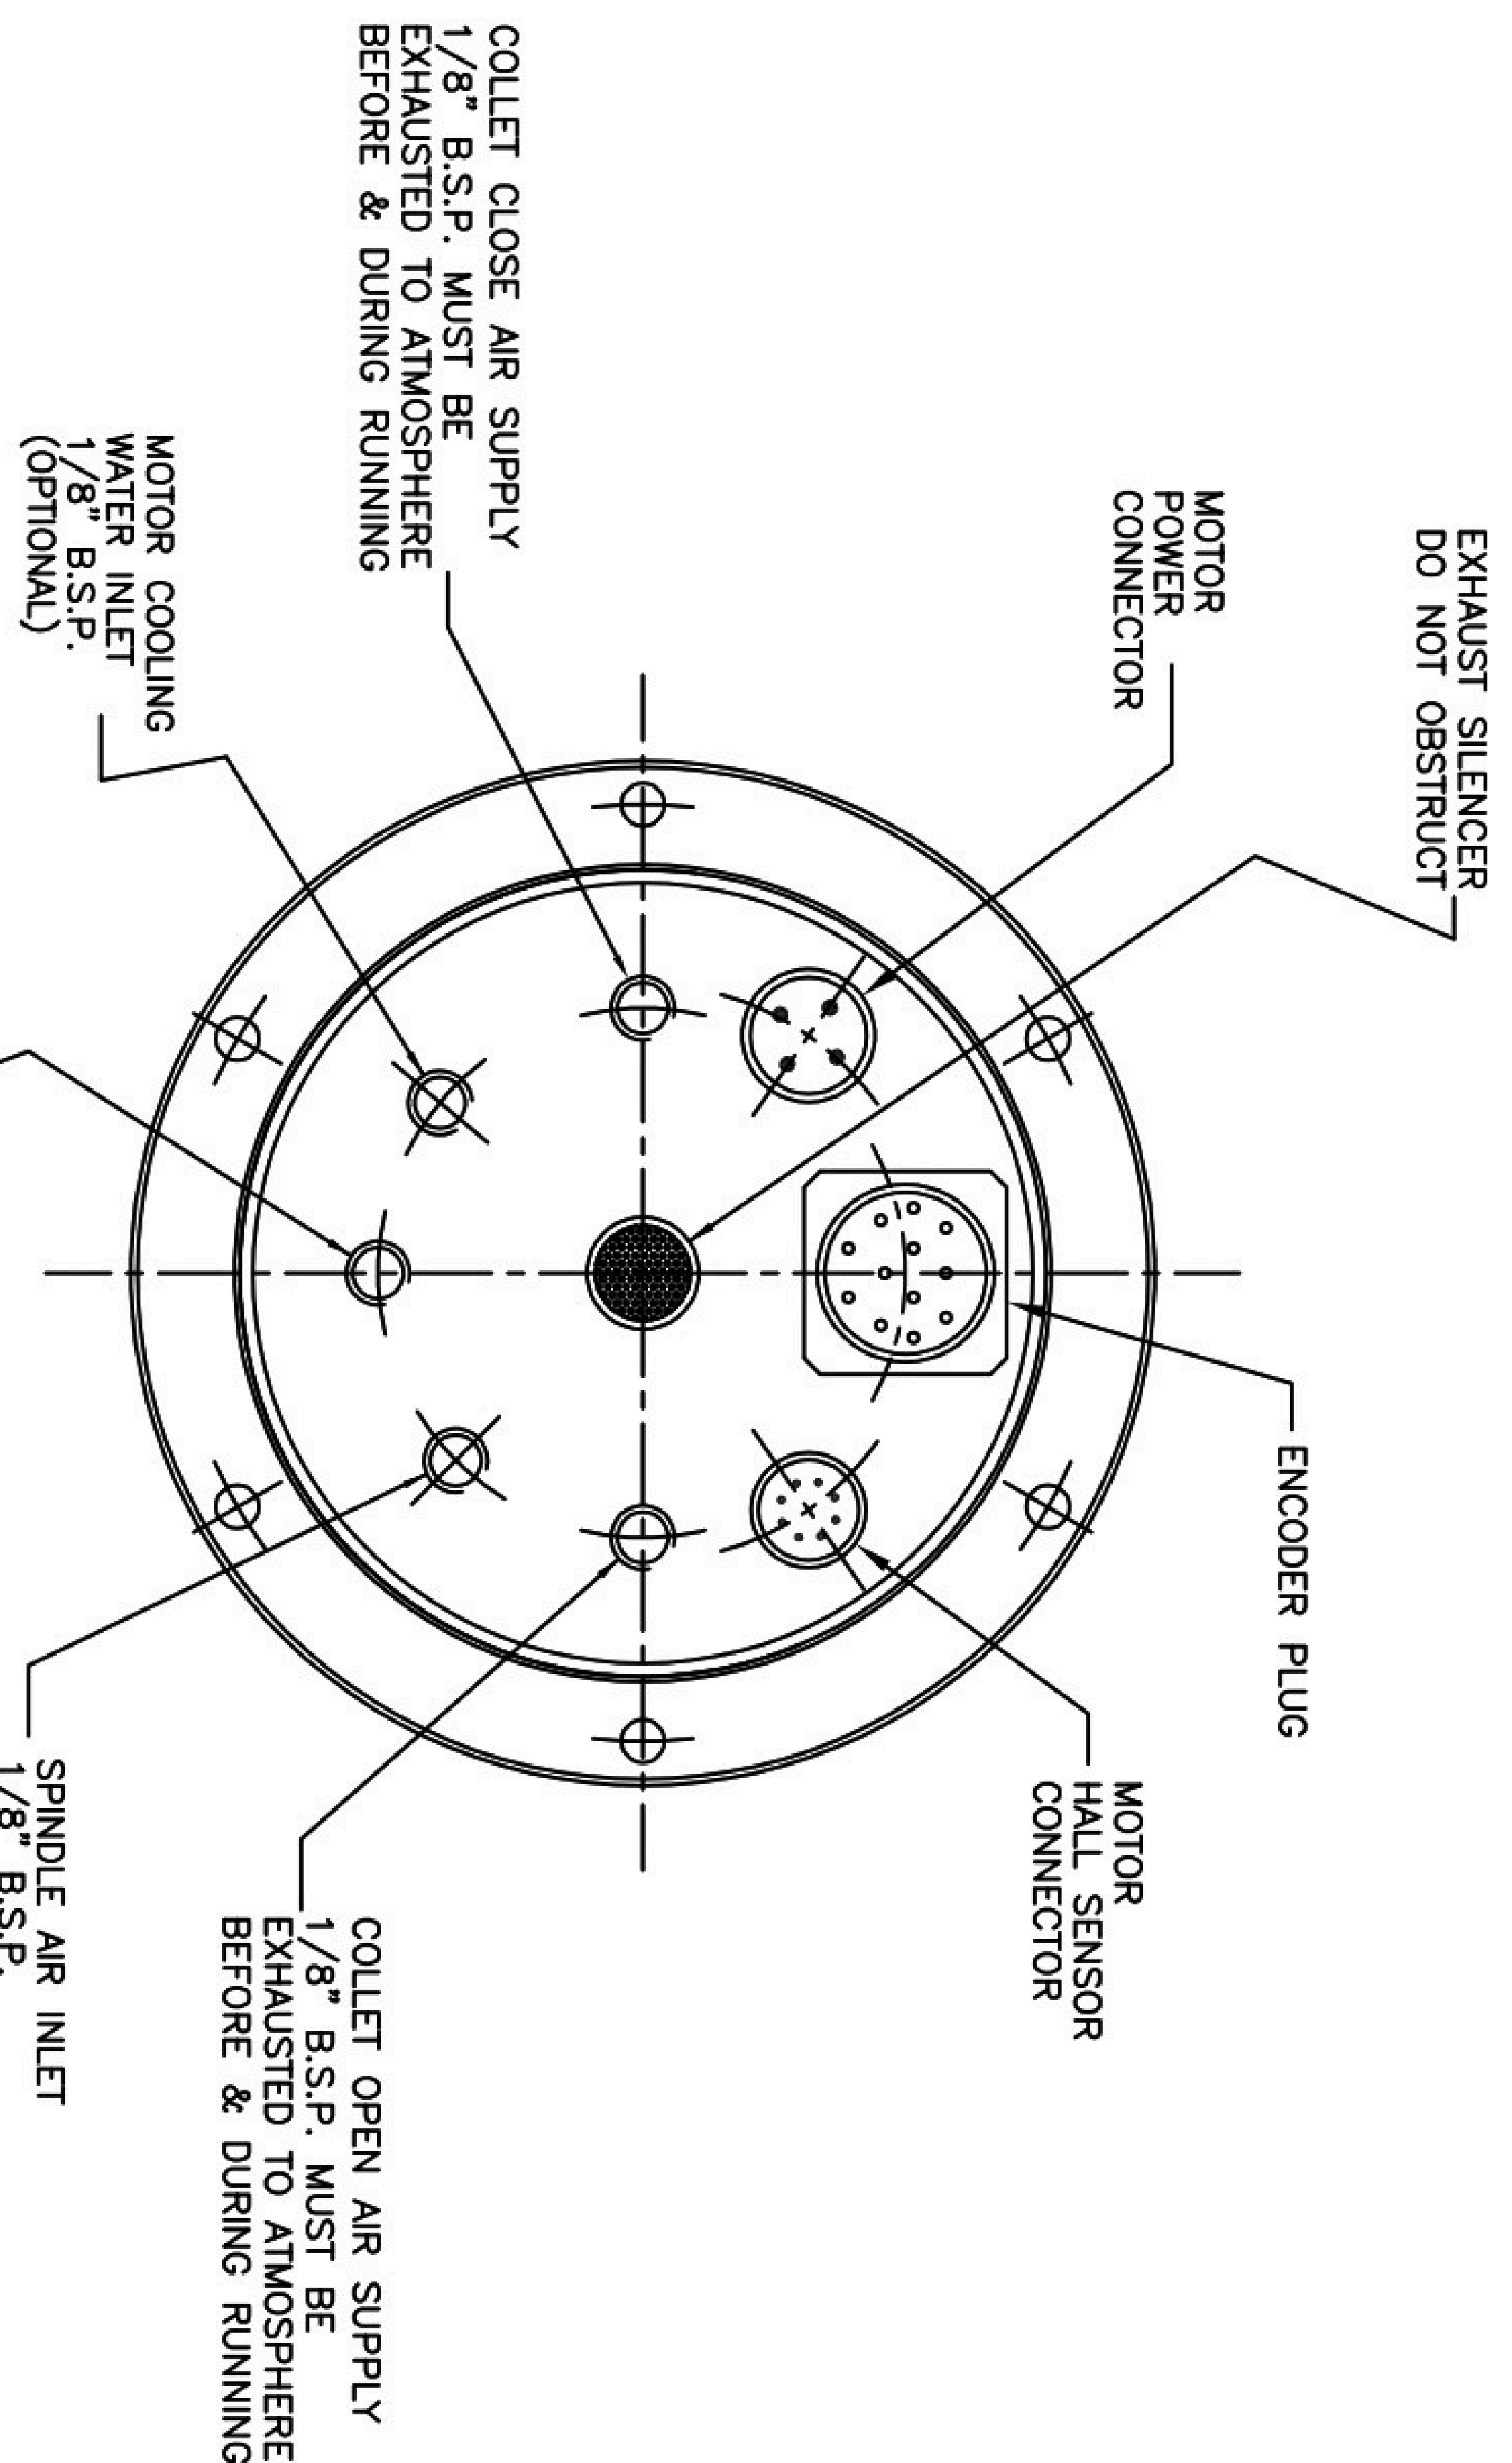 EXHAUST SILENCER
DO NOT OBSTRUCT
MOTOR
POWER
CONNECTOR
ENCODER PLUG
MOTOR
HALL SENSOR
CONNECTOR
COLLET CLOSE AIR SUPPLY
1/8" B.S.P. MUST BE
EXHAUSTED TO ATMOSPHERE
BEFORE & DURING RUNNING
COLLET OPEN AIR SUPPLY
1/8" B.S.P. MUST BE
EXHAUSTED TO ATMOSPHERE
BEFORE & DURING RUNNING
MOTOR COOLING
WATER INLET
1/8" B.S.P.
(OPTIONAL)
SPINDLE AIR INLET
1/8" B.S.P.